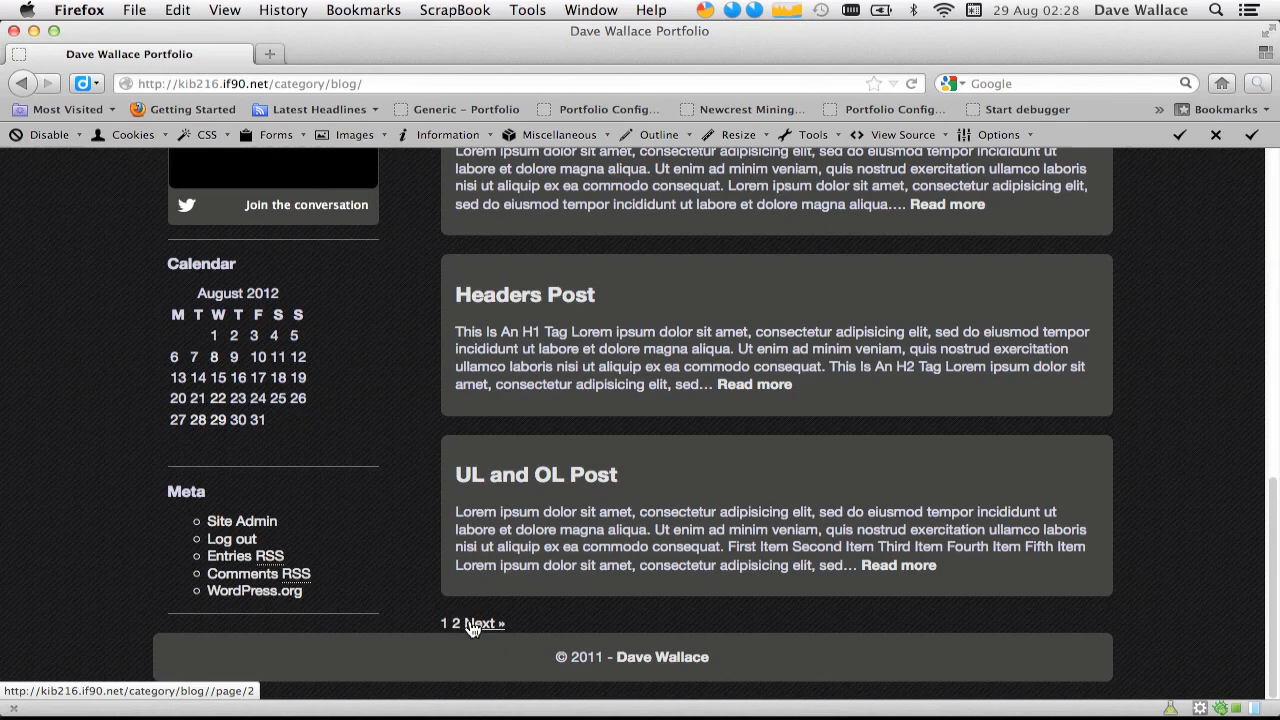 Firefox File Edit View History Bookmarks ScrapBook Tools Window Help 29 Aug 02:28 Dave Wallace
Dave Wallace Portfolio
Dave Wallace Portfolio
http://kib216.if90.net/category/blog/ Google
Most Visited Getting Started Latest Headlines Generic – Portfolio Portfolio Config... Newcrest Mining... Portfolio Config... Start debugger » Bookmarks
Disable Cookies CSS Forms Images Information Miscellaneous Outline Resize Tools View Source Options
Lorem ipsum dolor sit amet, consectetur adipisicing elit, sed do eiusmod tempor incididunt ut
labore et dolore magna aliqua. Ut enim ad minim veniam, quis nostrud exercitation ullamco laboris
nisi ut aliquip ex ea commodo consequat. Lorem ipsum dolor sit amet, consectetur adipisicing elit,
sed do eiusmod tempor incididunt ut labore et dolore magna aliqua.... Read more
Join the conversation
Calendar
August 2012
M T W T F S S
1 2 3 4 5
6 7 8 9 10 11 12
13 14 15 16 17 18 19
20 21 22 23 24 25 26
27 28 29 30 31
Meta
Site Admin
Log out
Entries RSS
Comments RSS
WordPress.org
Headers Post
This Is An H1 Tag Lorem ipsum dolor sit amet, consectetur adipisicing elit, sed do eiusmod tempor
incididunt ut labore et dolore magna aliqua. Ut enim ad minim veniam, quis nostrud exercitation
ullamco laboris nisi ut aliquip ex ea commodo consequat. This Is An H2 Tag Lorem ipsum dolor sit
amet, consectetur adipisicing elit, sed... Read more
UL and OL Post
Lorem ipsum dolor sit amet, consectetur adipisicing elit, sed do eiusmod tempor incididunt ut
labore et dolore magna aliqua. Ut enim ad minim veniam, quis nostrud exercitation ullamco laboris
nisi ut aliquip ex ea commodo consequat. First Item Second Item Third Item Fourth Item Fifth Item
Lorem ipsum dolor sit amet, consectetur adipisicing elit, sed... Read more
1 2 Next »
© 2011 - Dave Wallace
http://kib216.if90.net/category/blog//page/2